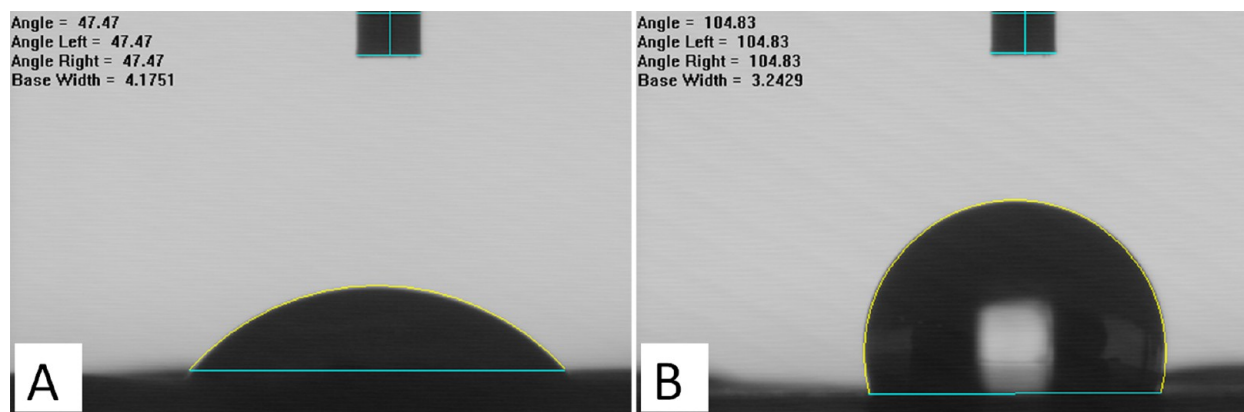 Angle = 47.47
Angle Left = 47.47
Angle Right = 47.47
Base Width = 4.1751
A
Angle = 104.83
Angle Left = 104.83
Angle Right = 104.83
Base Width = 3.2429
B